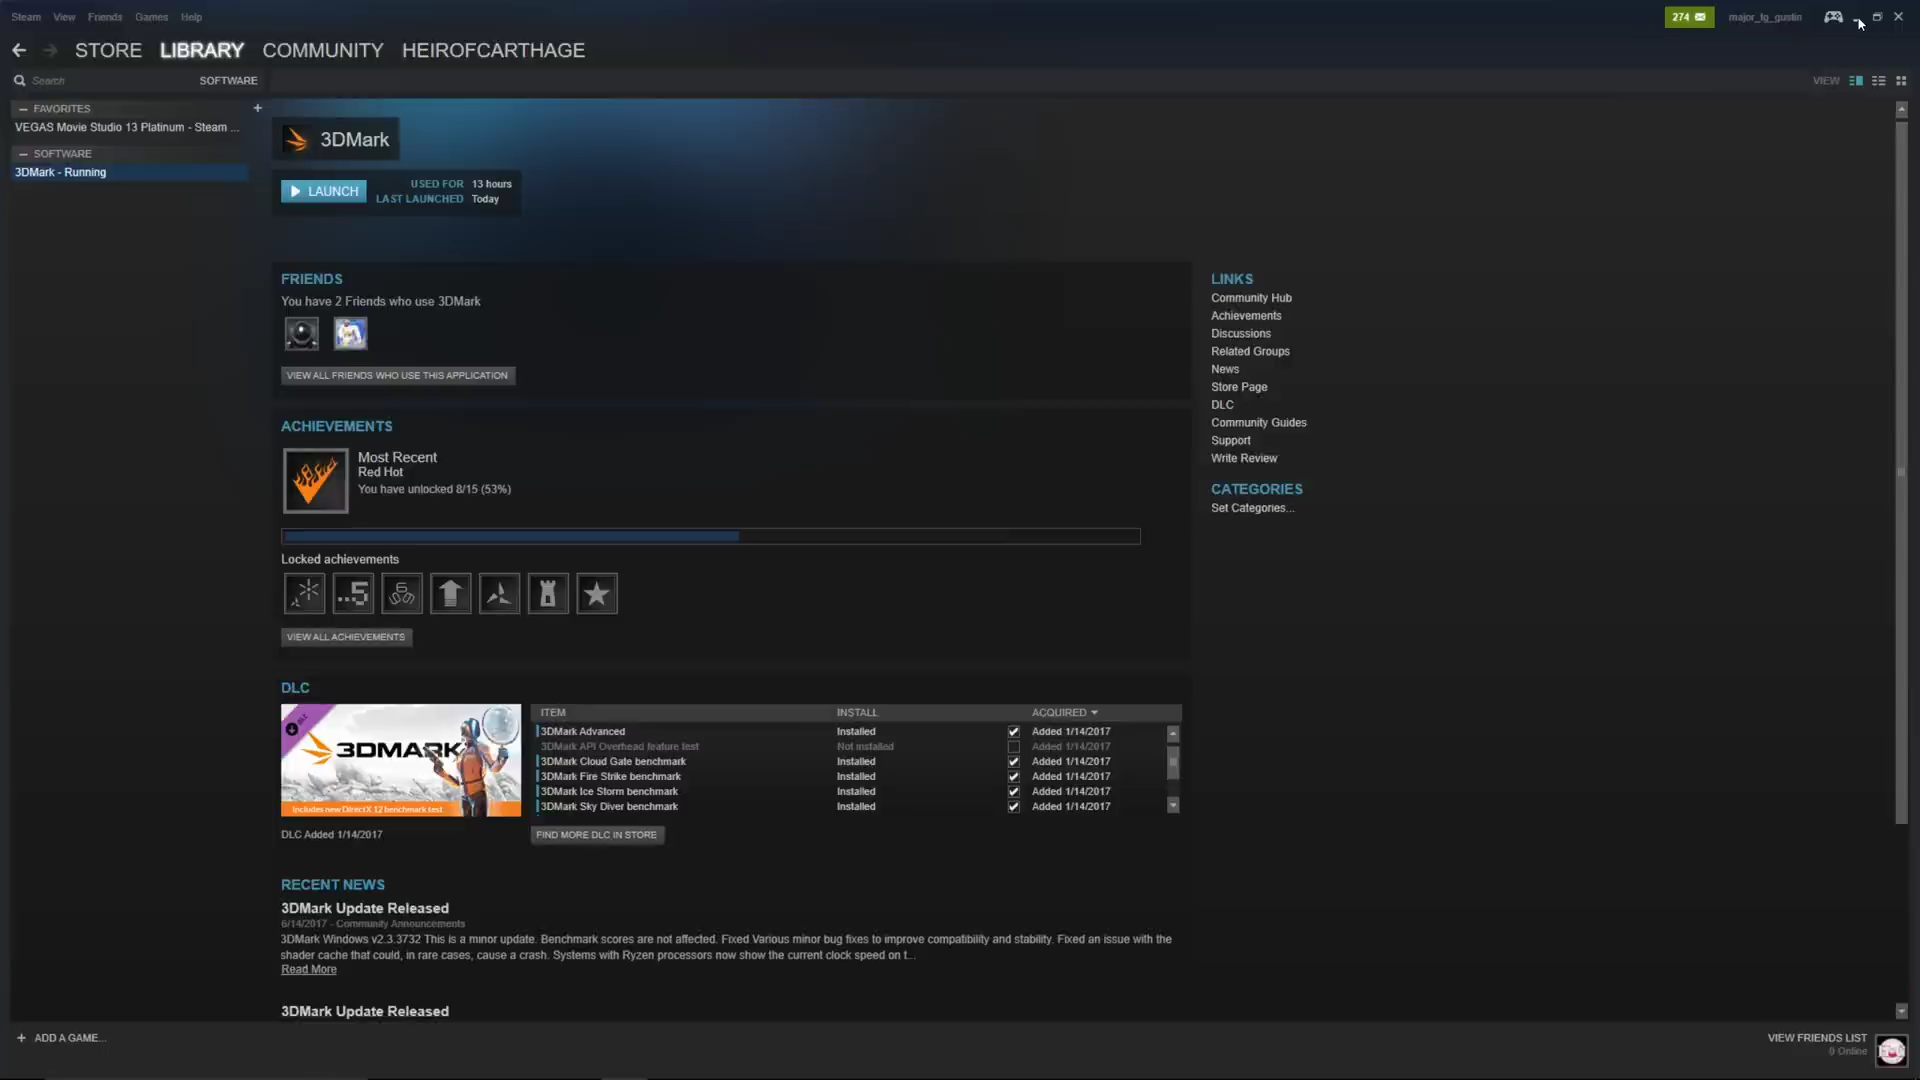 Steam View Friends Games Help
274
major_tg_gustin
STORE LIBRARY COMMUNITY HEIROFCARTHAGE
Search
SOFTWARE
VIEW
— FAVORITES
VEGAS Movie Studio 13 Platinum - Steam ...
— SOFTWARE
3DMark - Running
3DMark
LAUNCH
USED FOR 13 hours
LAST LAUNCHED Today
FRIENDS
You have 2 Friends who use 3DMark
VIEW ALL FRIENDS WHO USE THIS APPLICATION
ACHIEVEMENTS
Most Recent
Red Hot
You have unlocked 8/15 (53%)
Locked achievements
...5
6
VIEW ALL ACHIEVEMENTS
DLC
DLC
3DMARK
Includes new DirectX 12 benchmark test
DLC Added 1/14/2017
ITEM INSTALL ACQUIRED
3DMark Advanced Installed Added 1/14/2017
3DMark API Overhead feature test Not installed Added 1/14/2017
3DMark Cloud Gate benchmark Installed Added 1/14/2017
3DMark Fire Strike benchmark Installed Added 1/14/2017
3DMark Ice Storm benchmark Installed Added 1/14/2017
3DMark Sky Diver benchmark Installed Added 1/14/2017
FIND MORE DLC IN STORE
RECENT NEWS
3DMark Update Released
6/14/2017 - Community Announcements
3DMark Windows v2.3.3732 This is a minor update. Benchmark scores are not affected. Fixed Various minor bug fixes to improve compatibility and stability. Fixed an issue with the
shader cache that could, in rare cases, cause a crash. Systems with Ryzen processors now show the current clock speed on t...
Read More
3DMark Update Released
LINKS
Community Hub
Achievements
Discussions
Related Groups
News
Store Page
DLC
Community Guides
Support
Write Review
CATEGORIES
Set Categories...
+ ADD A GAME...
VIEW FRIENDS LIST
9 Online